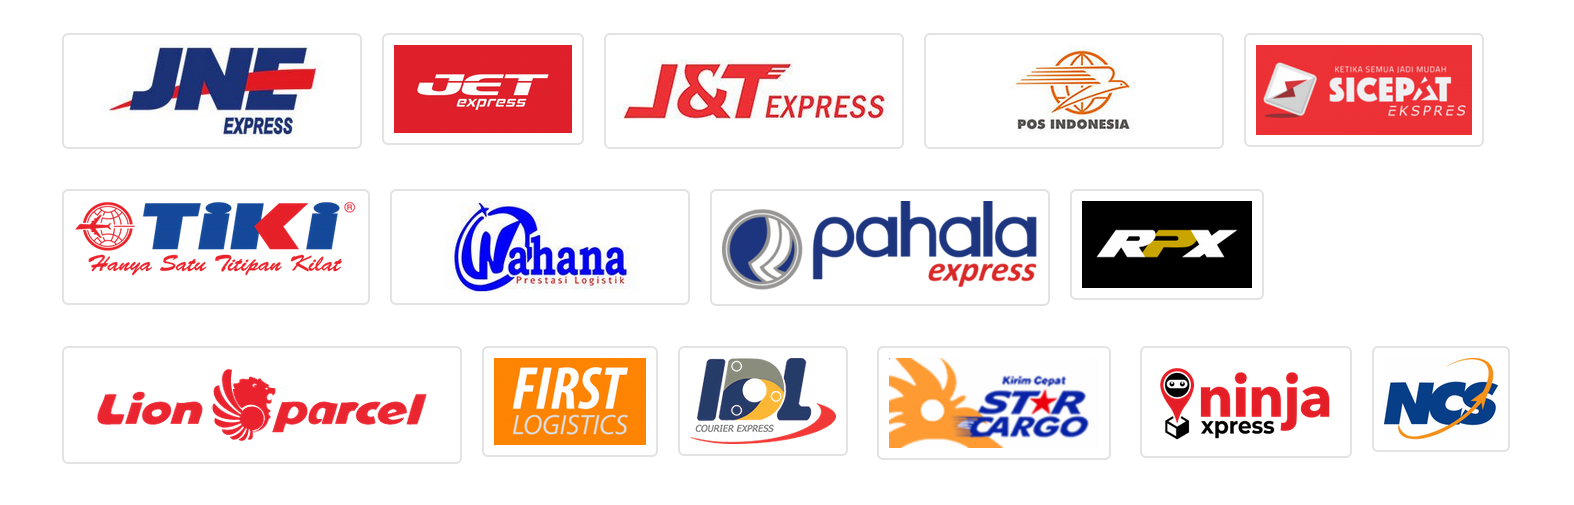 JNE
EXPRESS
JET
express
J&T EXPRESS
POS INDONESIA
KETIKA SEMUA JADI MUDAH
SICEPAT
EKSPRES
TIKI ®
Hanya Satu Titipan Kilat
Wahana
Prestasi Logistik
pahala
express
RPX
Lion parcel
FIRST
LOGISTICS
IDL
COURIER EXPRESS
Kirim Cepat
STAR
CARGO
ninja
xpress
NCS